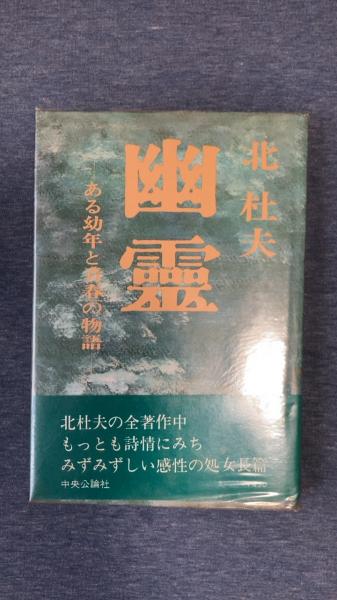 北 杜夫
幽靈
—ある幼年と青春の物語—
北杜夫の全著作中
もっとも詩情にみち
みずみずしい感性の処女長篇
中央公論社